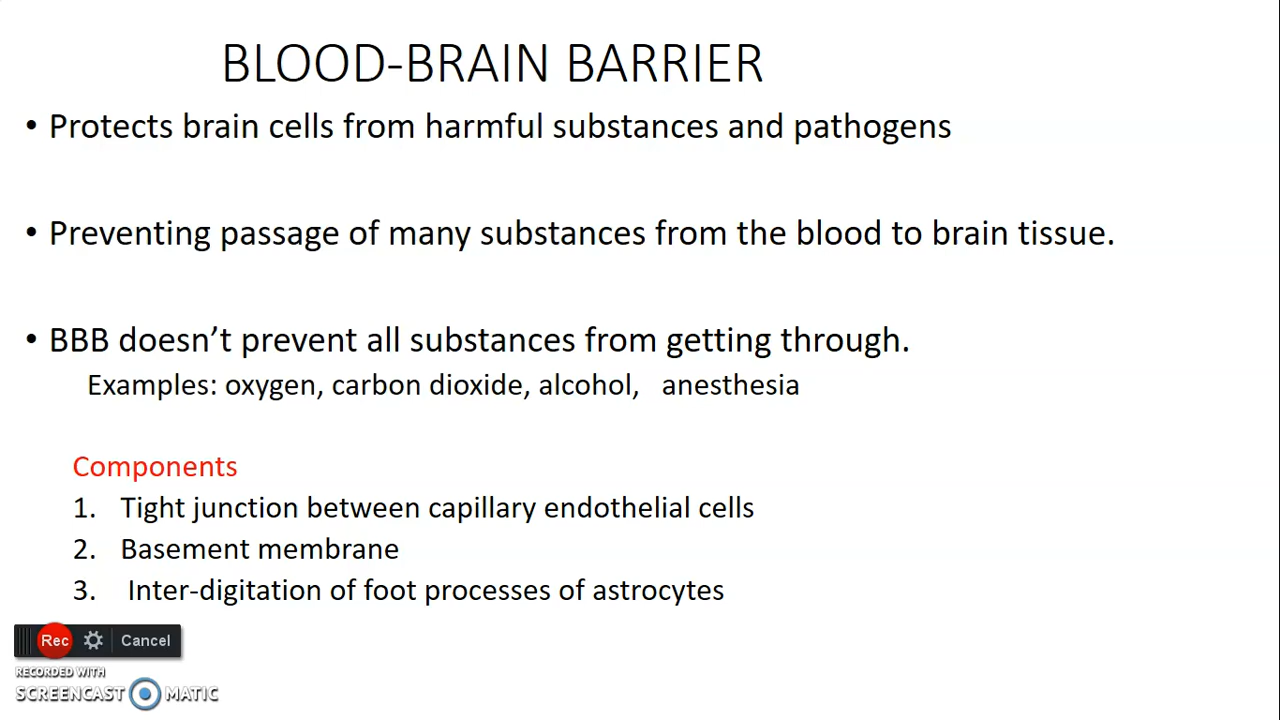 BLOOD-BRAIN BARRIER
• Protects brain cells from harmful substances and pathogens
• Preventing passage of many substances from the blood to brain tissue.
• BBB doesn’t prevent all substances from getting through.
Examples: oxygen, carbon dioxide, alcohol, anesthesia
Components
1. Tight junction between capillary endothelial cells
2. Basement membrane
3. Inter-digitation of foot processes of astrocytes
Rec Cancel
RECORDED WITH
SCREENCAST MATIC